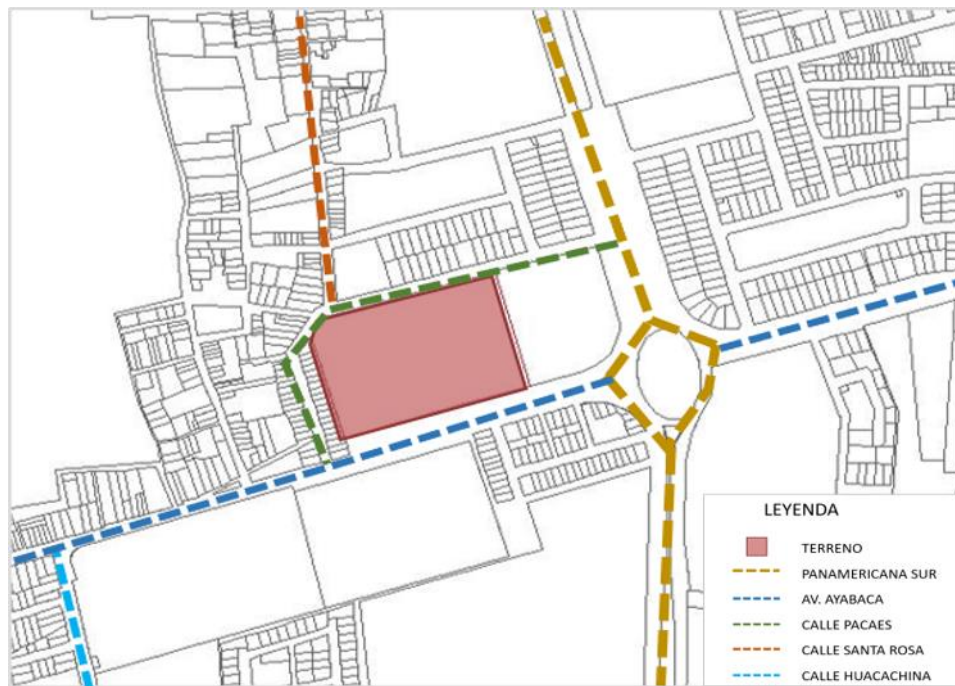 LEYENDA
TERRENO
PANAMERICANA SUR
AV. AYABACA
CALLE PACAES
CALLE SANTA ROSA
CALLE HUACACHINA